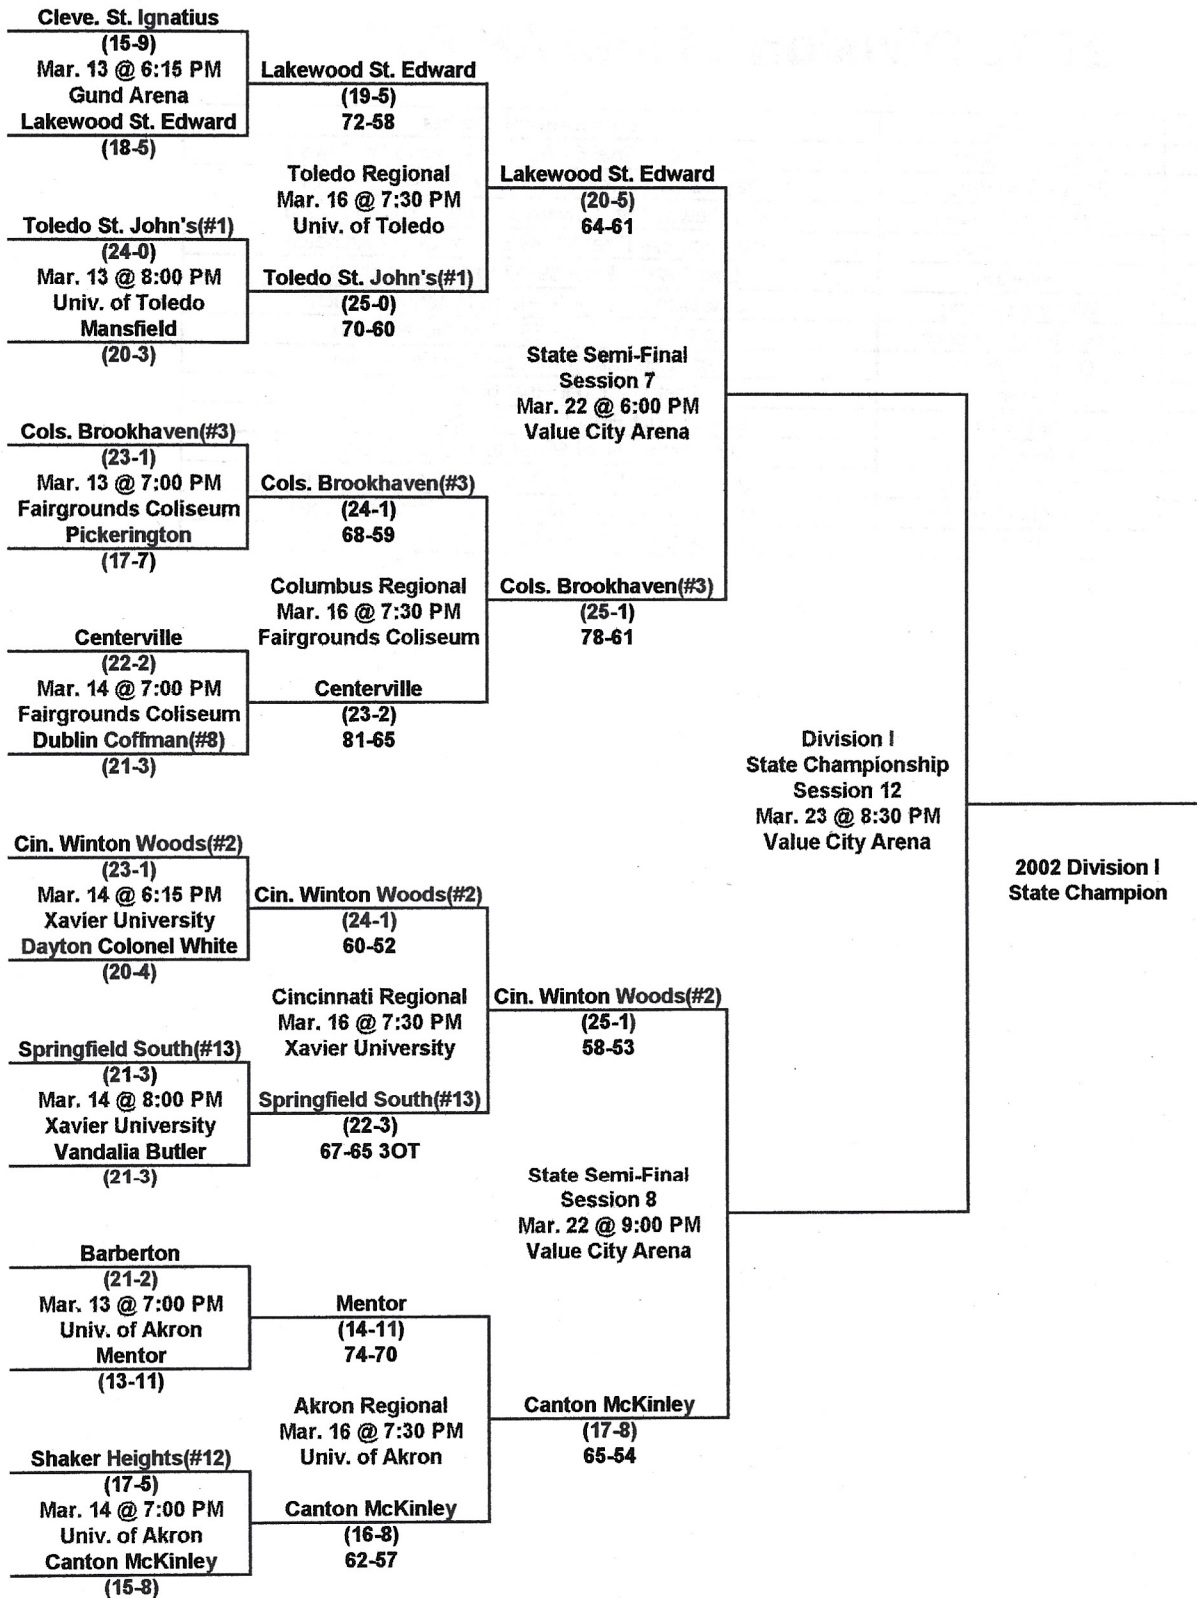 Cleve. St. Ignatius
(15-9)
Mar. 13 @ 6:15 PM
Gund Arena
Lakewood St. Edward
(18-5)
Toledo St. John's(#1)
(24-0)
Mar. 13 @ 8:00 PM
Univ. of Toledo
Mansfield
(20-3)
Cols. Brookhaven(#3)
(23-1)
Mar. 13 @ 7:00 PM
Fairgrounds Coliseum
Pickerington
(17-7)
Centerville
(22-2)
Mar. 14 @ 7:00 PM
Fairgrounds Coliseum
Dublin Coffman(#8)
(21-3)
Cin. Winton Woods(#2)
(23-1)
Mar. 14 @ 6:15 PM
Xavier University
Dayton Colonel White
(20-4)
Springfield South(#13)
(21-3)
Mar. 14 @ 8:00 PM
Xavier University
Vandalia Butler
(21-3)
Barberton
(21-2)
Mar. 13 @ 7:00 PM
Univ. of Akron
Mentor
(13-11)
Shaker Heights(#12)
(17-5)
Mar. 14 @ 7:00 PM
Univ. of Akron
Canton McKinley
(15-8)
Lakewood St. Edward
(19-5)
72-58
Toledo Regional
Mar. 16 @ 7:30 PM
Univ. of Toledo
Toledo St. John's(#1)
(25-0)
70-60
Cols. Brookhaven(#3)
(24-1)
68-59
Columbus Regional
Mar. 16 @ 7:30 PM
Fairgrounds Coliseum
Centerville
(23-2)
81-65
Cin. Winton Woods(#2)
(24-1)
60-52
Cincinnati Regional
Mar. 16 @ 7:30 PM
Xavier University
Springfield South(#13)
(22-3)
67-65 3OT
Mentor
(14-11)
74-70
Akron Regional
Mar. 16 @ 7:30 PM
Univ. of Akron
Canton McKinley
(16-8)
62-57
Lakewood St. Edward
(20-5)
64-61
State Semi-Final
Session 7
Mar. 22 @ 6:00 PM
Value City Arena
Cols. Brookhaven(#3)
(25-1)
78-61
Cin. Winton Woods(#2)
(25-1)
58-53
State Semi-Final
Session 8
Mar. 22 @ 9:00 PM
Value City Arena
Canton McKinley
(17-8)
65-54
Division I
State Championship
Session 12
Mar. 23 @ 8:30 PM
Value City Arena
2002 Division I
State Champion